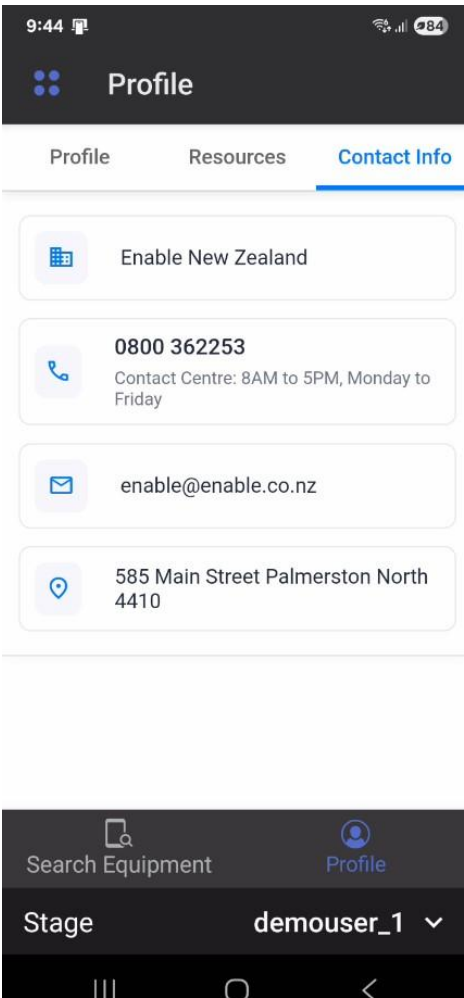 9:44
84
Profile
Profile Resources Contact Info
Enable New Zealand
0800 362253
Contact Centre: 8AM to 5PM, Monday to
Friday
enable@enable.co.nz
585 Main Street Palmerston North
4410
Search Equipment Profile
Stage demouser_1